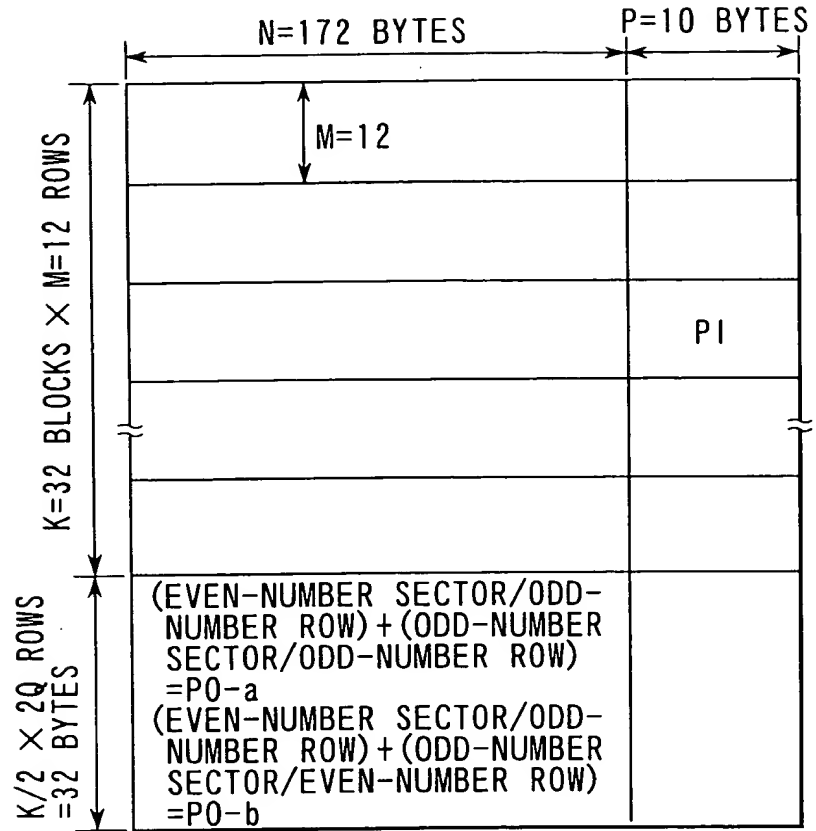 N=172 BYTES
P=10 BYTES
M=12
K=32 BLOCKS × M=12 ROWS
PI
K/2 × 2Q ROWS
=32 BYTES
(EVEN-NUMBER SECTOR/ODD-
NUMBER ROW)+(ODD-NUMBER
SECTOR/ODD-NUMBER ROW)
=PO-a
(EVEN-NUMBER SECTOR/ODD-
NUMBER ROW)+(ODD-NUMBER
SECTOR/EVEN-NUMBER ROW)
=PO-b